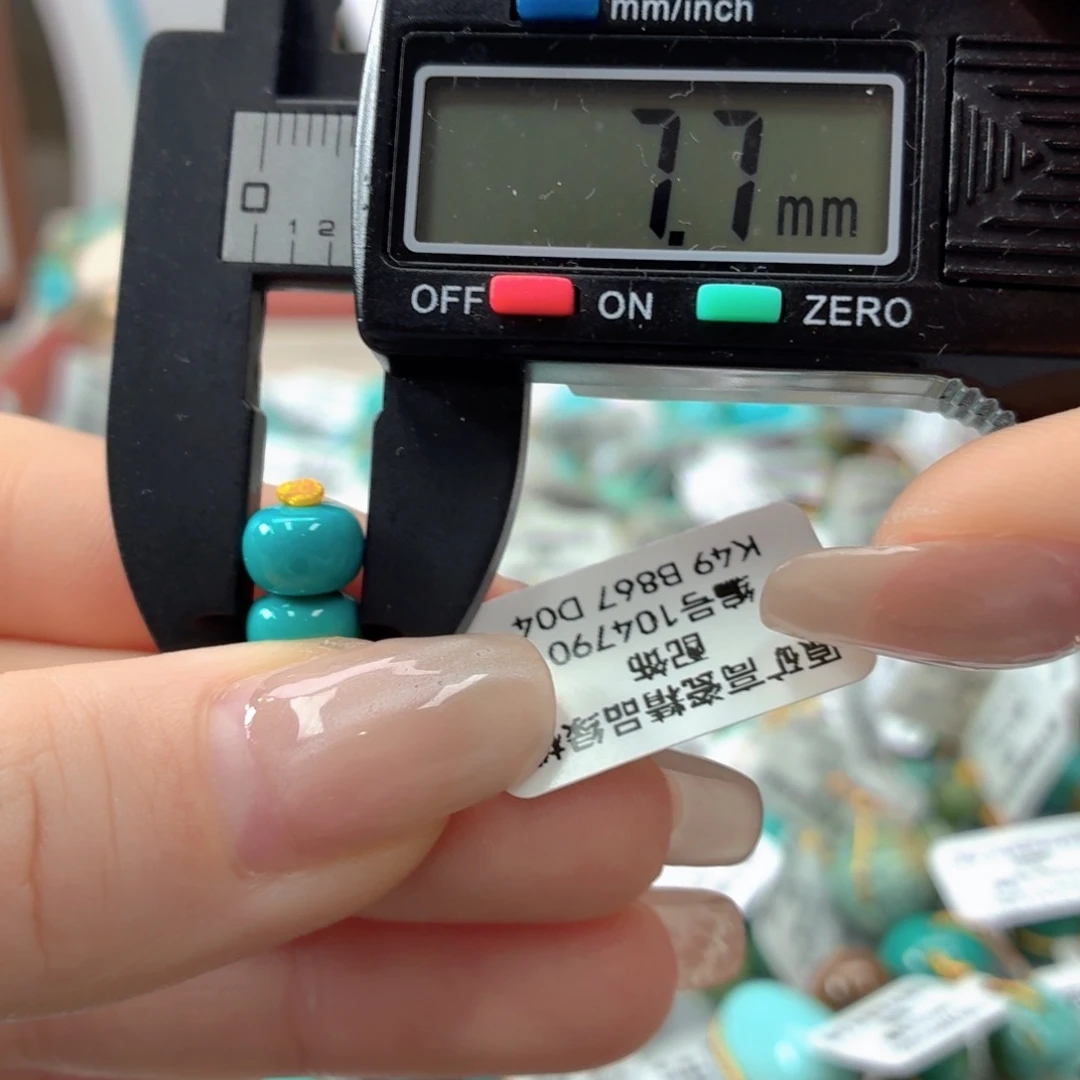 mm/inch
7.7 mm
0
1 2
OFF ON ZERO
原矿高瓷精品绿松
配饰
编号104790
K49 B867 D04